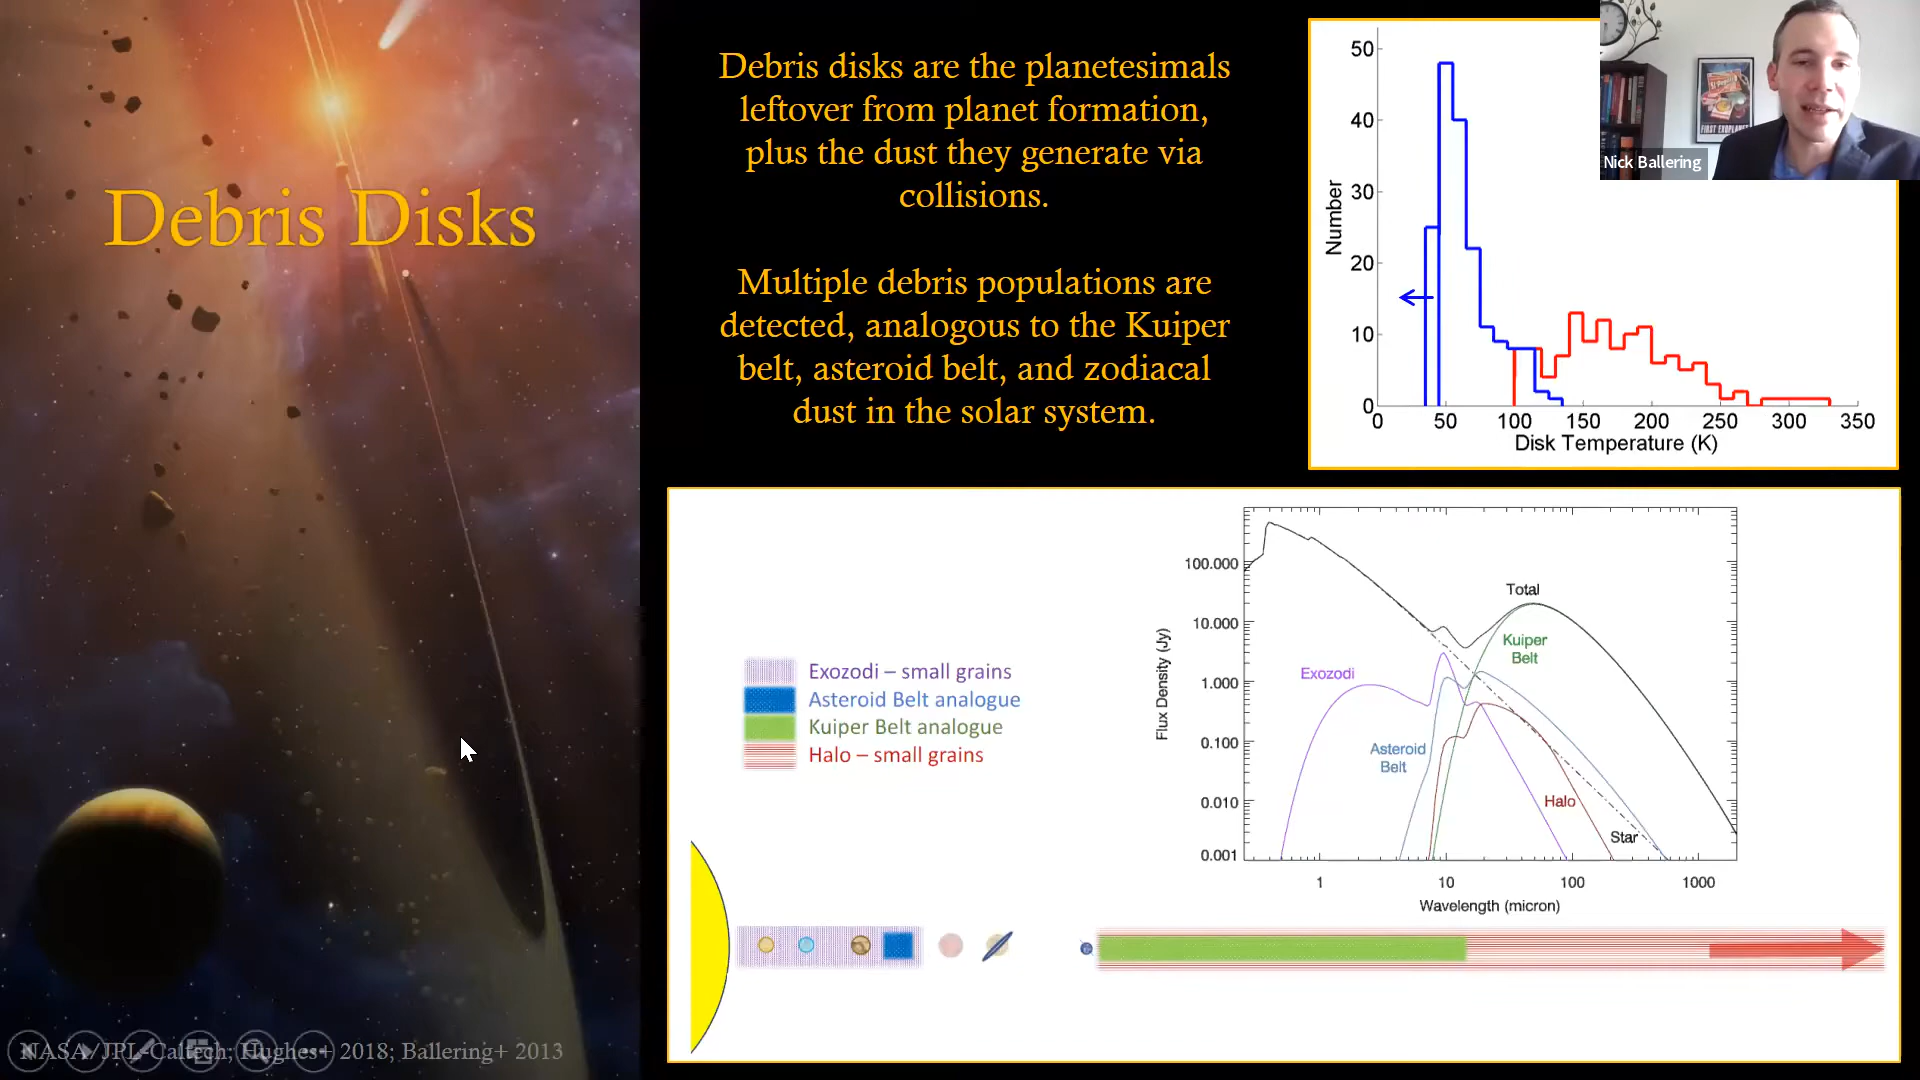 Debris Disks
NASA/JPL-Caltech; Hughes+ 2018; Ballering+ 2013
Debris disks are the planetesimals
leftover from planet formation,
plus the dust they generate via
collisions.
Multiple debris populations are
detected, analogous to the Kuiper
belt, asteroid belt, and zodiacal
dust in the solar system.
50
40
30
20
10
0
Number
0 50 100 150 200 250 300 350
Disk Temperature (K)
FIRST EXOPLANET
Nick Ballering
Exozodi – small grains
Asteroid Belt analogue
Kuiper Belt analogue
Halo – small grains
100.000
10.000
1.000
0.100
0.010
0.001
Flux Density (Jy)
Total
Kuiper
Belt
Exozodi
Asteroid
Belt
Halo
Star
1 10 100 1000
Wavelength (micron)